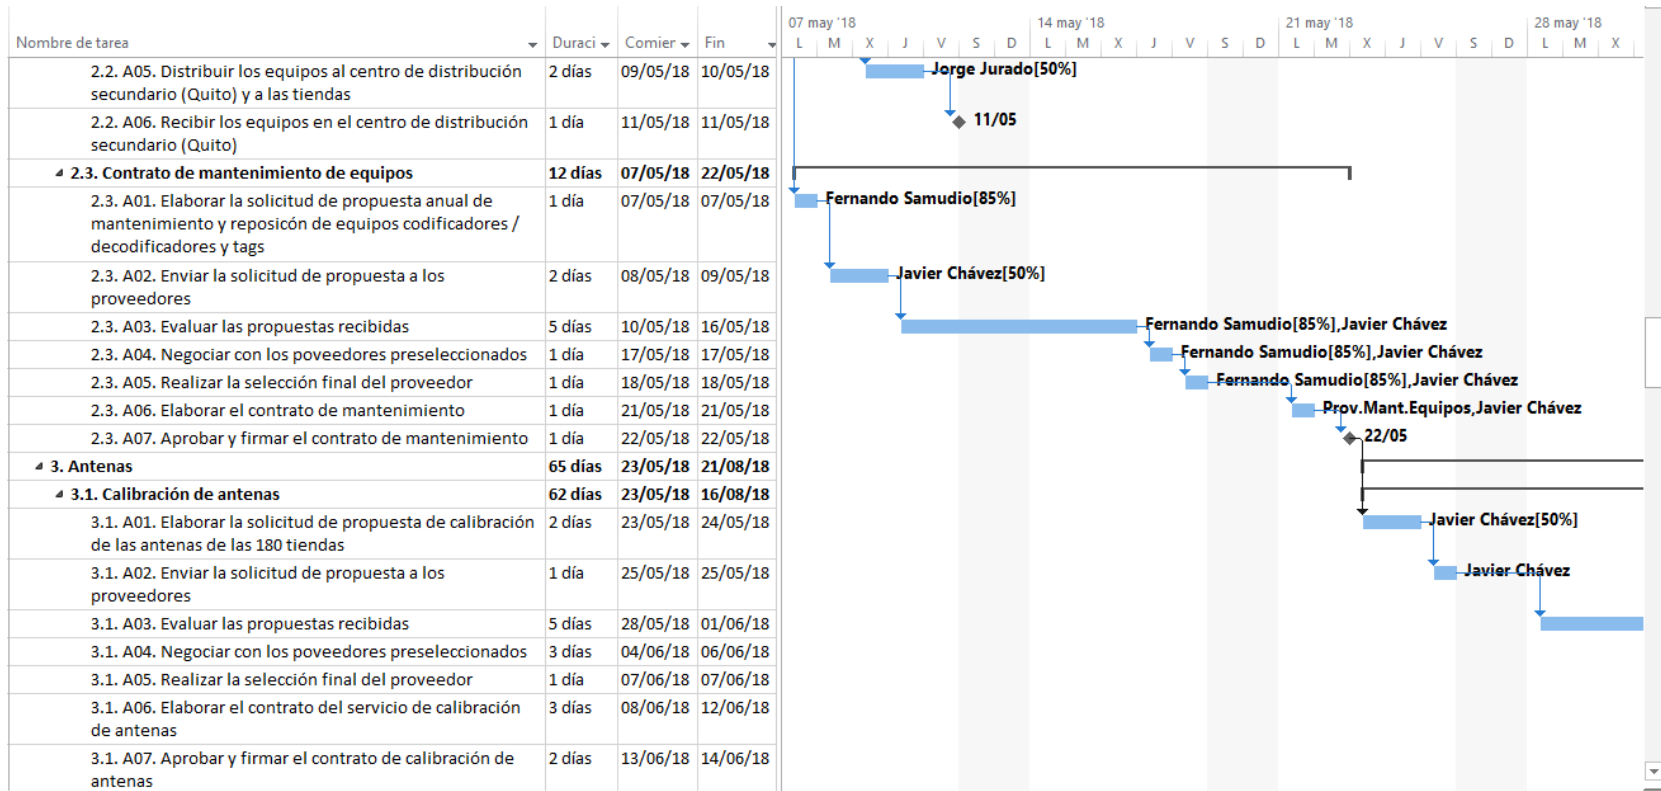 07 may '18 14 may '18 21 may '18 28 may '18
Nombre de tarea Duraci Comier Fin L M X J V S D L M X J V S D L M X J V S D L M X
2.2. A05. Distribuir los equipos al centro de distribución 2 días 09/05/18 10/05/18 Jorge Jurado[50%]
secundario (Quito) y a las tiendas
2.2. A06. Recibir los equipos en el centro de distribución 1 día 11/05/18 11/05/18 11/05
secundario (Quito)
2.3. Contrato de mantenimiento de equipos 12 días 07/05/18 22/05/18
2.3. A01. Elaborar la solicitud de propuesta anual de 1 día 07/05/18 07/05/18 Fernando Samudio[85%]
mantenimiento y reposicón de equipos codificadores /
decodificadores y tags
2.3. A02. Enviar la solicitud de propuesta a los 2 días 08/05/18 09/05/18 Javier Chávez[50%]
proveedores
2.3. A03. Evaluar las propuestas recibidas 5 días 10/05/18 16/05/18 Fernando Samudio[85%],Javier Chávez
2.3. A04. Negociar con los poveedores preseleccionados 1 día 17/05/18 17/05/18 Fernando Samudio[85%],Javier Chávez
2.3. A05. Realizar la selección final del proveedor 1 día 18/05/18 18/05/18 Fernando Samudio[85%],Javier Chávez
2.3. A06. Elaborar el contrato de mantenimiento 1 día 21/05/18 21/05/18 Prov.Mant.Equipos,Javier Chávez
2.3. A07. Aprobar y firmar el contrato de mantenimiento 1 día 22/05/18 22/05/18 22/05
3. Antenas 65 días 23/05/18 21/08/18
3.1. Calibración de antenas 62 días 23/05/18 16/08/18
3.1. A01. Elaborar la solicitud de propuesta de calibración 2 días 23/05/18 24/05/18 Javier Chávez[50%]
de las antenas de las 180 tiendas
3.1. A02. Enviar la solicitud de propuesta a los 1 día 25/05/18 25/05/18 Javier Chávez
proveedores
3.1. A03. Evaluar las propuestas recibidas 5 días 28/05/18 01/06/18
3.1. A04. Negociar con los poveedores preseleccionados 3 días 04/06/18 06/06/18
3.1. A05. Realizar la selección final del proveedor 1 día 07/06/18 07/06/18
3.1. A06. Elaborar el contrato del servicio de calibración 3 días 08/06/18 12/06/18
de antenas
3.1. A07. Aprobar y firmar el contrato de calibración de 2 días 13/06/18 14/06/18
antenas